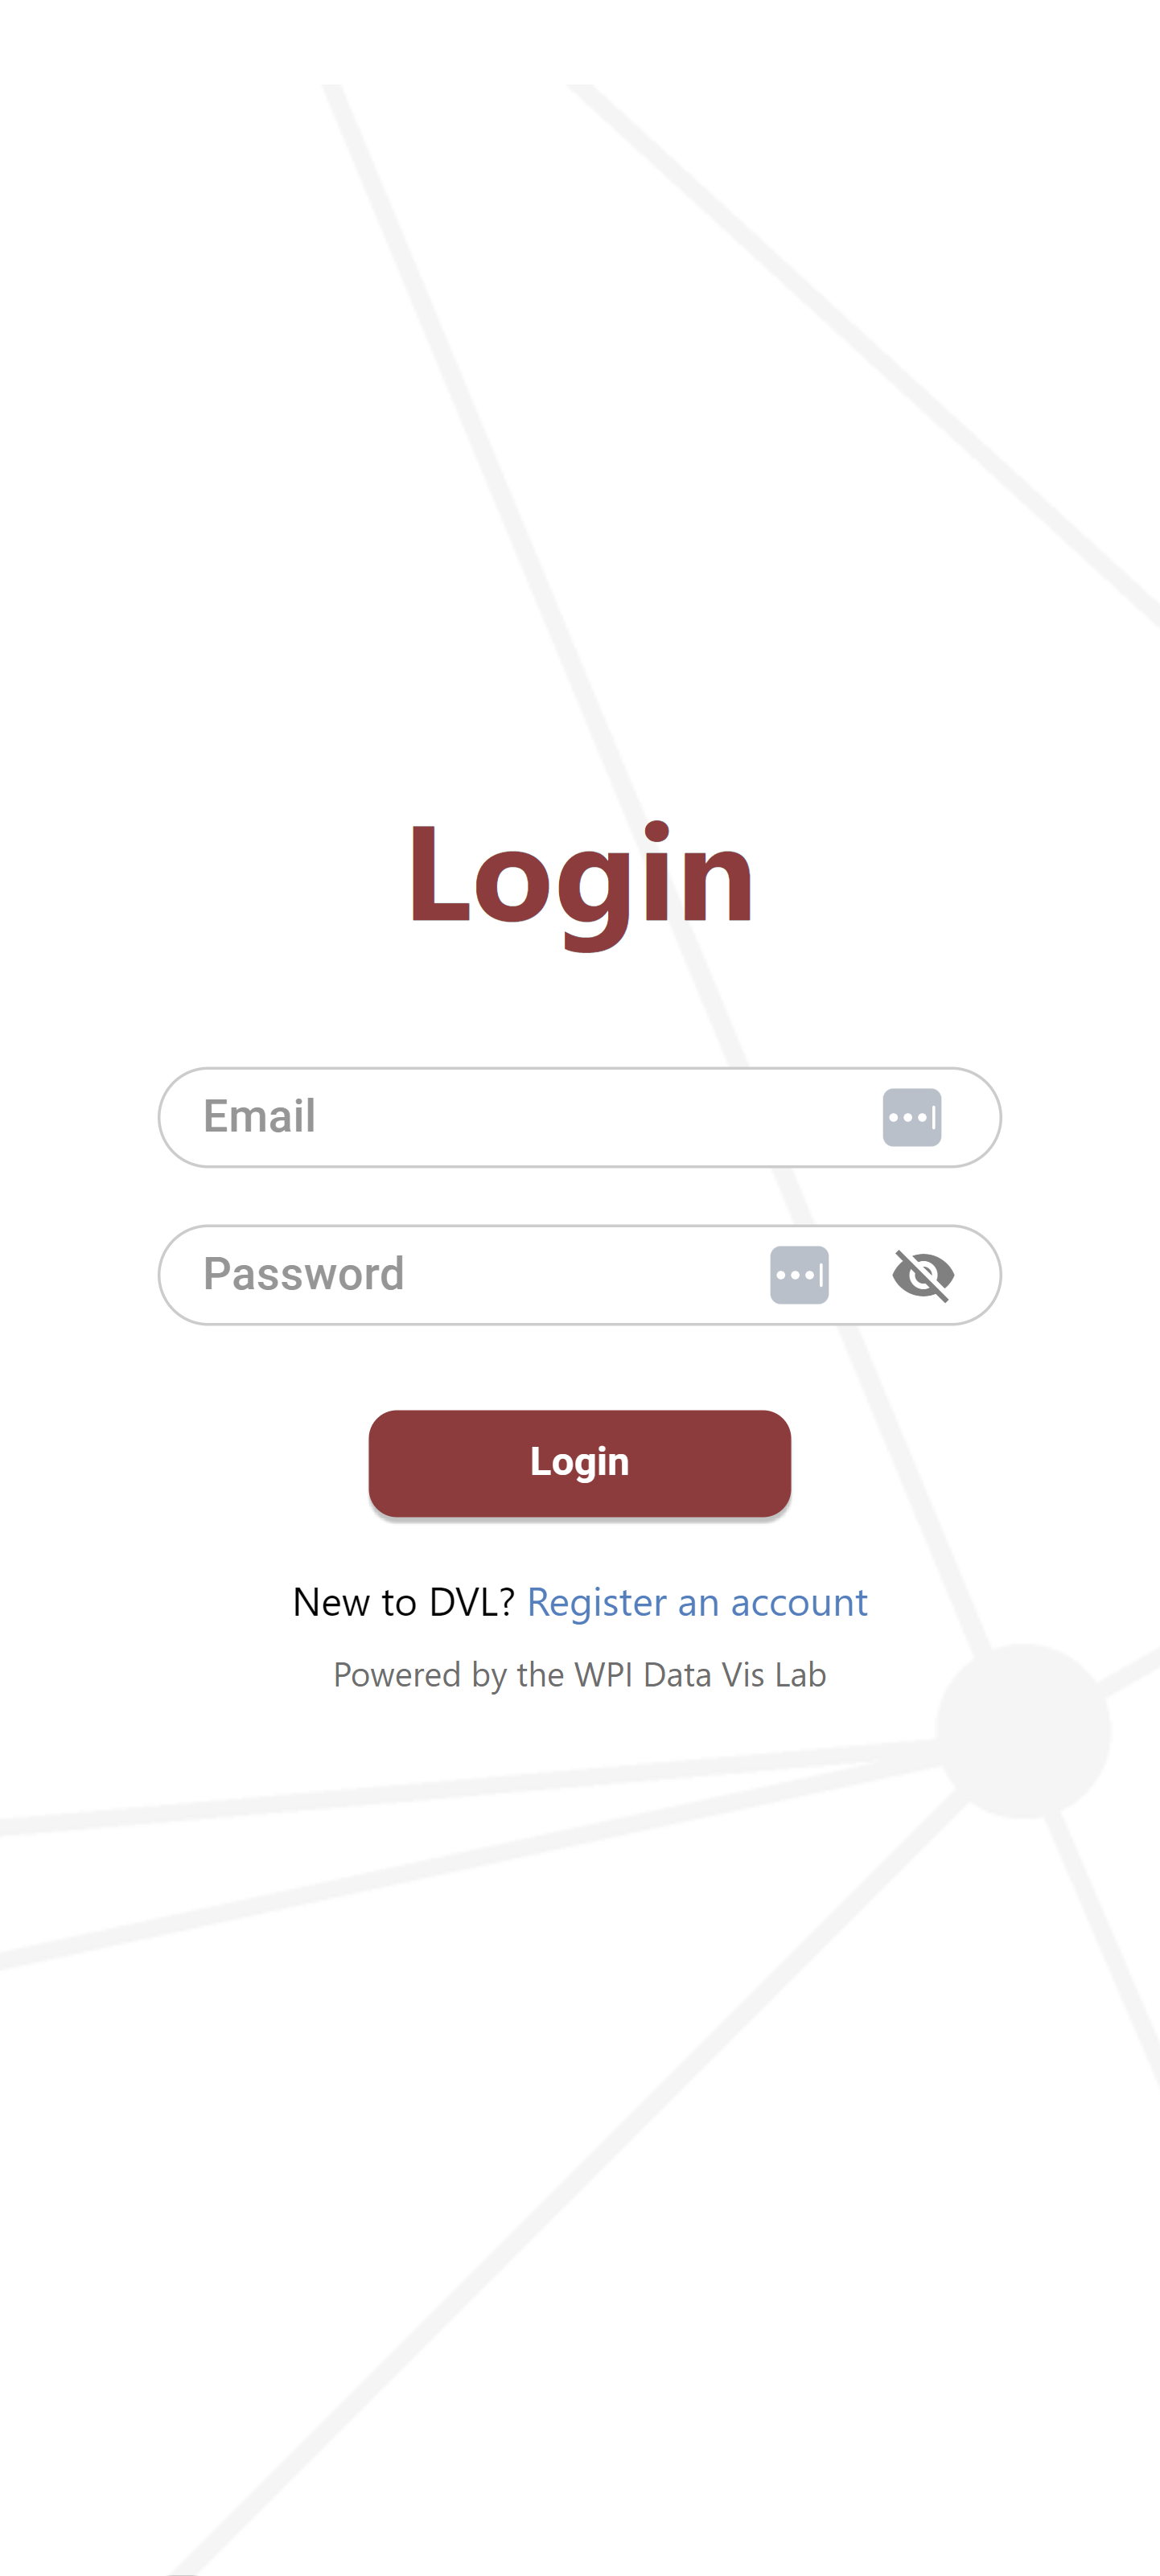 Login
Email
Password
Login
New to DVL? Register an account
Powered by the WPI Data Vis Lab